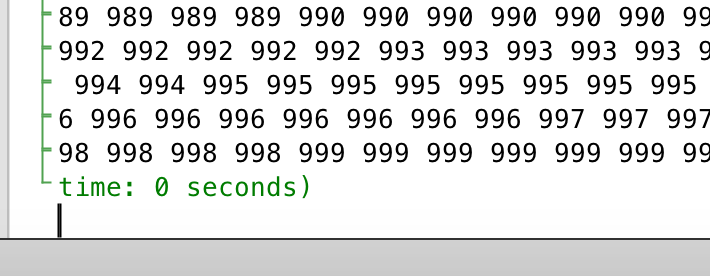 89 989 989 989 990 990 990 990 990 990 99
992 992 992 992 992 993 993 993 993 993 9
994 994 995 995 995 995 995 995 995 995
6 996 996 996 996 996 996 996 997 997 997
98 998 998 998 999 999 999 999 999 999 99
time: 0 seconds)